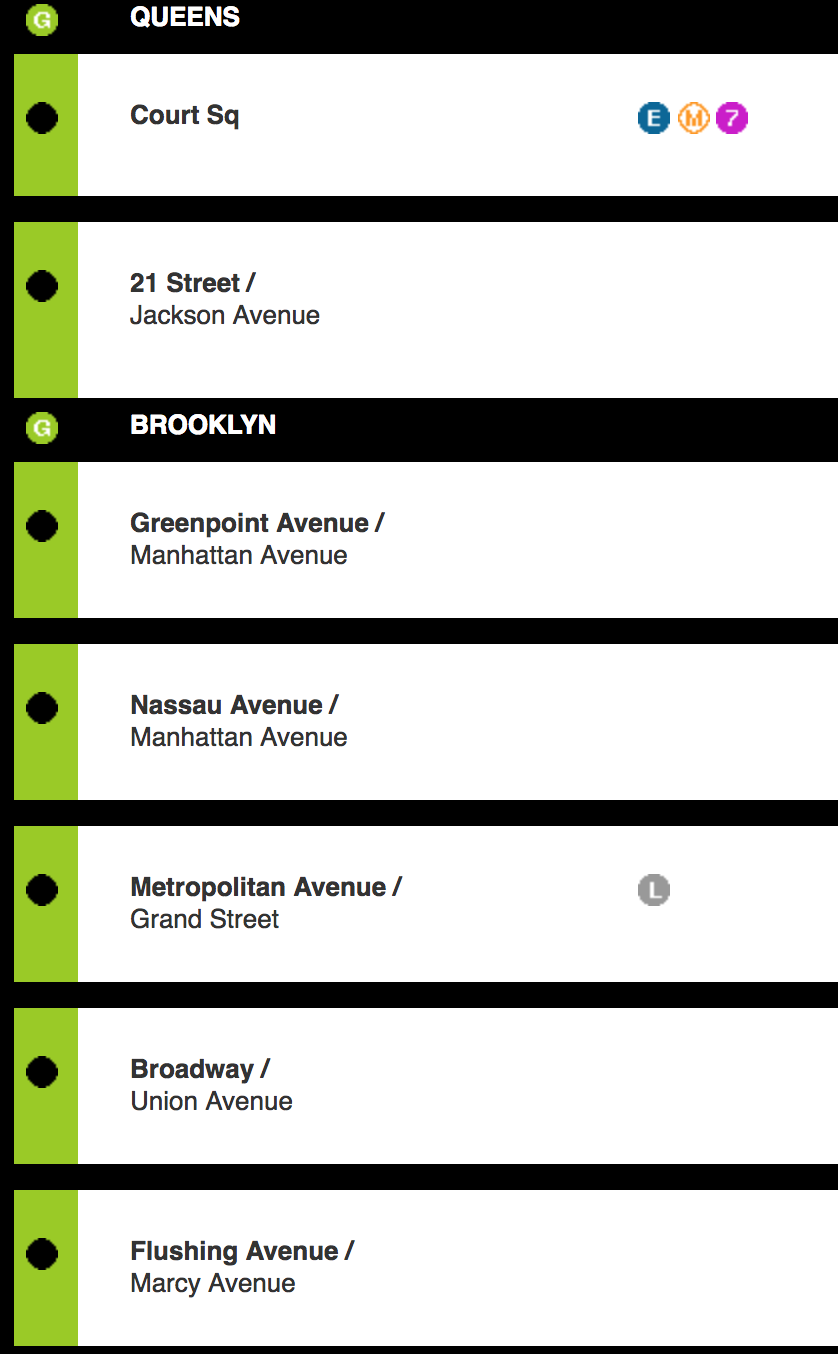 G QUEENS
Court Sq E M 7
21 Street /
Jackson Avenue
G BROOKLYN
Greenpoint Avenue /
Manhattan Avenue
Nassau Avenue /
Manhattan Avenue
Metropolitan Avenue / L
Grand Street
Broadway /
Union Avenue
Flushing Avenue /
Marcy Avenue